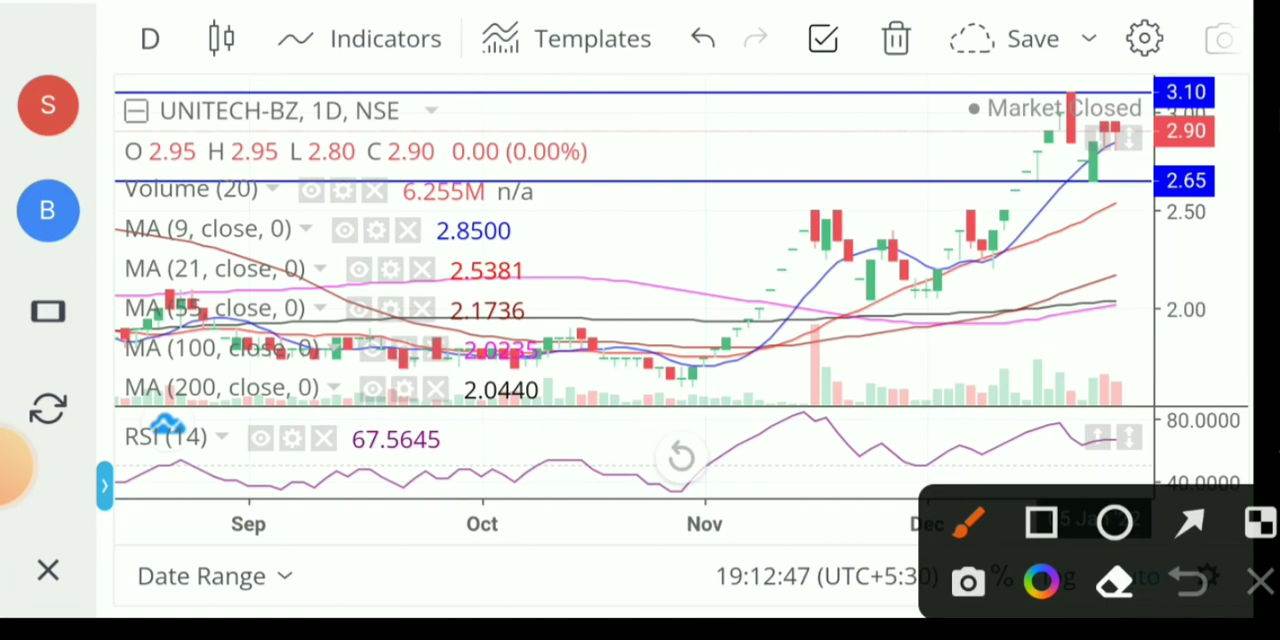 D Indicators Templates Save
S
B
UNITECH-BZ, 1D, NSE
Market Closed
O 2.95 H 2.95 L 2.80 C 2.90 0.00 (0.00%)
Volume (20) 6.255M n/a
MA (9, close, 0) 2.8500
MA (21, close, 0) 2.5381
MA (55, close, 0) 2.1736
MA (100, close, 0) 2.0235
MA (200, close, 0) 2.0440
3.10
3.00
2.90
2.65
2.50
2.00
RSI (14) 67.5645
80.0000
40.0000
Sep Oct Nov Dec
Date Range 19:12:47 (UTC+5:30) %